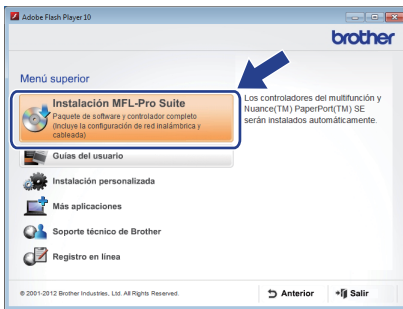 Adobe Flash Player 10
brother
Menú superior
Instalación MFL-Pro Suite
Paquete de software y controlador completo
(Incluye la configuración de red inalámbrica y
cableada)
Los controladores del multifunción y
Nuance(TM) PaperPort(TM) SE
serán instalados automáticamente.
Guías del usuario
Instalación personalizada
Más aplicaciones
Soporte técnico de Brother
Registro en línea
© 2001-2012 Brother Industries, Ltd. All Rights Reserved.
Anterior
Salir